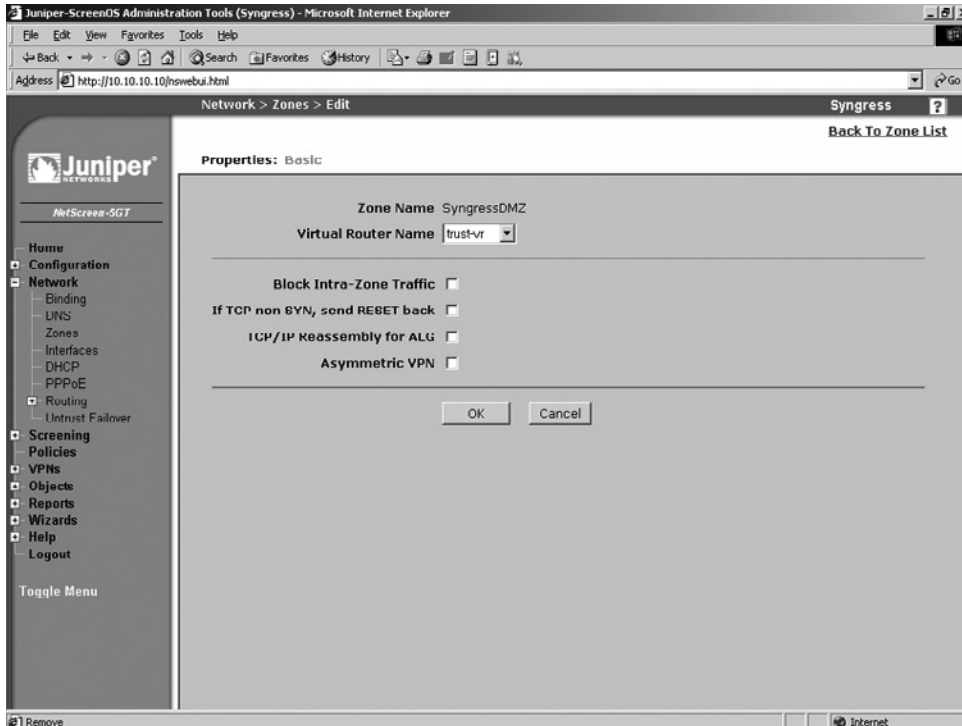 Juniper-ScreenOS Administration Tools (Syngress) - Microsoft Internet Explorer
File Edit View Favorites Tools Help
Back Search Favorites History
Address http://10.10.10.10/nswebui.html Go
Network > Zones > Edit Syngress ?
Back To Zone List
Juniper
NETWORKS
Properties: Basic
NetScreen-5GT
Zone Name SyngressDMZ
Virtual Router Name trust-vr
Home
Configuration
Network
Binding
DNS
Zones
Interfaces
DHCP
PPPoE
Routing
Untrust Failover
Screening
Policies
VPNs
Objects
Reports
Wizards
Help
Logout
Toggle Menu
Block Intra-Zone Traffic
If TCP non SYN, send RESET back
TCP/IP Reassembly for ALG
Asymmetric VPN
OK Cancel
Remove Internet